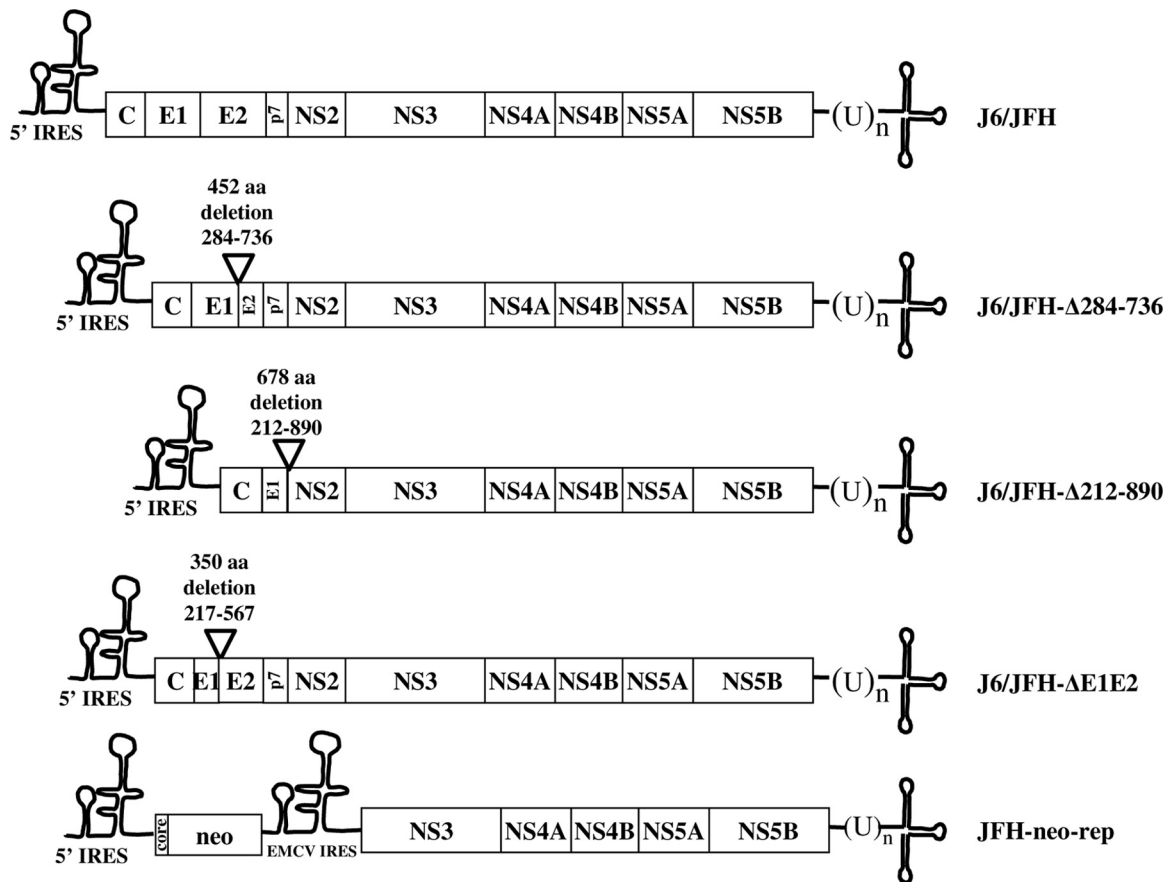 C E1 E2 p7 NS2 NS3 NS4A NS4B NS5A NS5B (U)n J6/JFH
5’ IRES
452 aa
deletion
284-736
C E1 E2 p7 NS2 NS3 NS4A NS4B NS5A NS5B (U)n J6/JFH-Δ284-736
5’ IRES
678 aa
deletion
212-890
C E1 NS2 NS3 NS4A NS4B NS5A NS5B (U)n J6/JFH-Δ212-890
5’ IRES
350 aa
deletion
217-567
C E1 E2 p7 NS2 NS3 NS4A NS4B NS5A NS5B (U)n J6/JFH-ΔE1E2
5’ IRES
core neo NS3 NS4A NS4B NS5A NS5B (U)n JFH-neo-rep
5’ IRES EMCV IRES